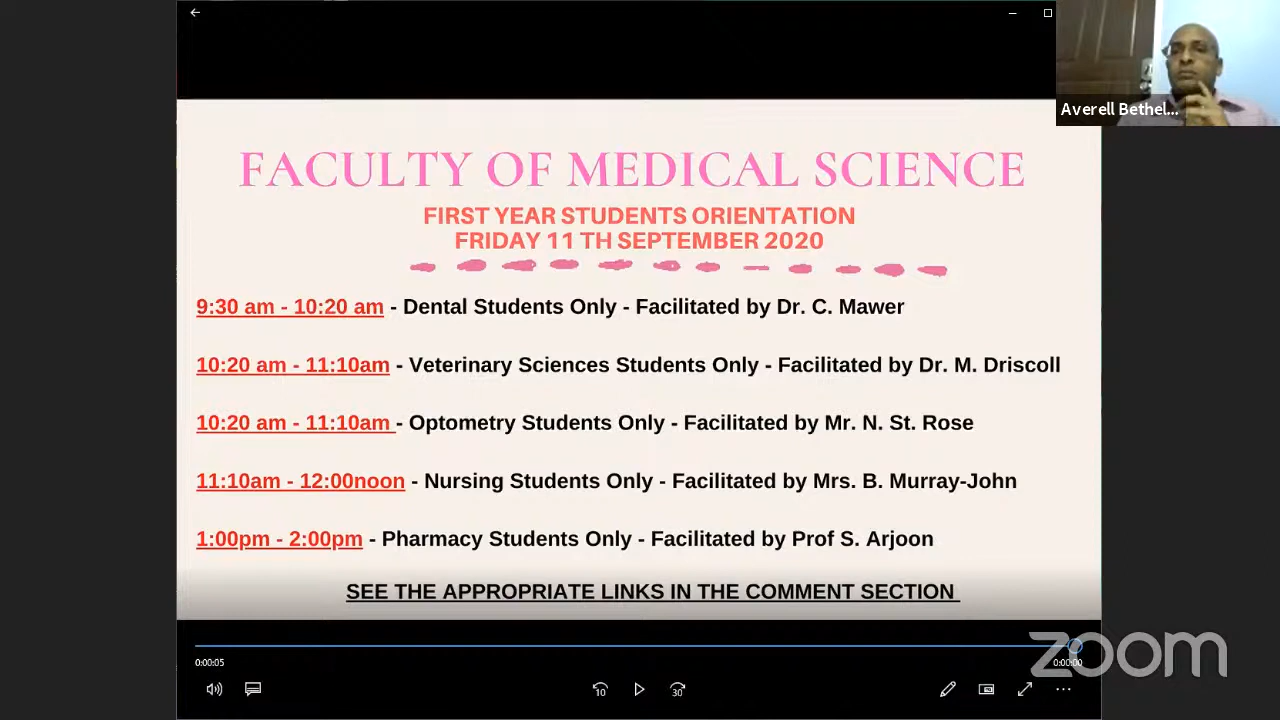 Averell Bethel...
FACULTY OF MEDICAL SCIENCE
FIRST YEAR STUDENTS ORIENTATION
FRIDAY 11 TH SEPTEMBER 2020
9:30 am - 10:20 am - Dental Students Only - Facilitated by Dr. C. Mawer
10:20 am - 11:10am - Veterinary Sciences Students Only - Facilitated by Dr. M. Driscoll
10:20 am - 11:10am - Optometry Students Only - Facilitated by Mr. N. St. Rose
11:10am - 12:00noon - Nursing Students Only - Facilitated by Mrs. B. Murray-John
1:00pm - 2:00pm - Pharmacy Students Only - Facilitated by Prof S. Arjoon
SEE THE APPROPRIATE LINKS IN THE COMMENT SECTION
0:00:05
0:00:00
10
30
zoom